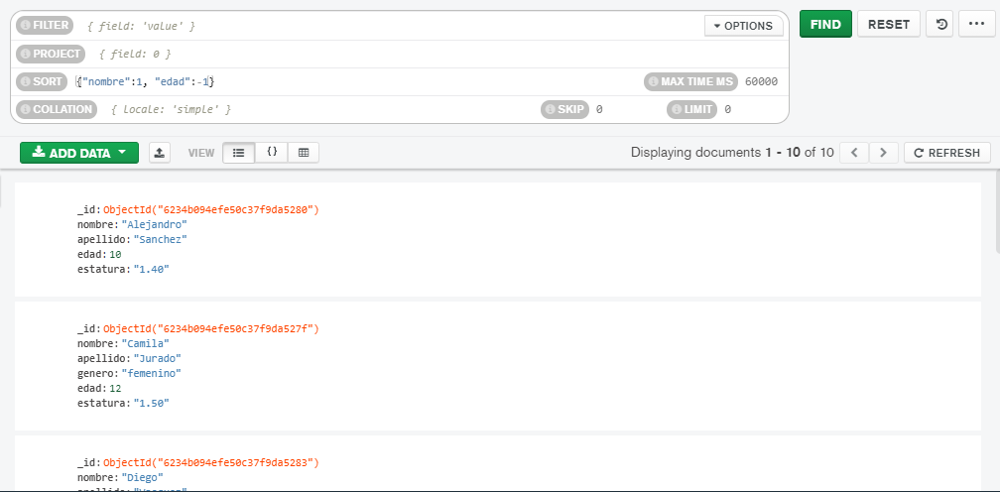 FILTER { field: 'value' } OPTIONS FIND RESET ...
PROJECT { field: 0 }
SORT {"nombre":1, "edad":-1} MAX TIME MS 60000
COLLATION { locale: 'simple' } SKIP 0 LIMIT 0
ADD DATA VIEW { } Displaying documents 1 - 10 of 10 < > REFRESH
_id: ObjectId("6234b094efe50c37f9da5280")
nombre: "Alejandro"
apellido: "Sanchez"
edad: 10
estatura: "1.40"
_id: ObjectId("6234b094efe50c37f9da527f")
nombre: "Camila"
apellido: "Jurado"
genero: "femenino"
edad: 12
estatura: "1.50"
_id: ObjectId("6234b094efe50c37f9da5283")
nombre: "Diego"